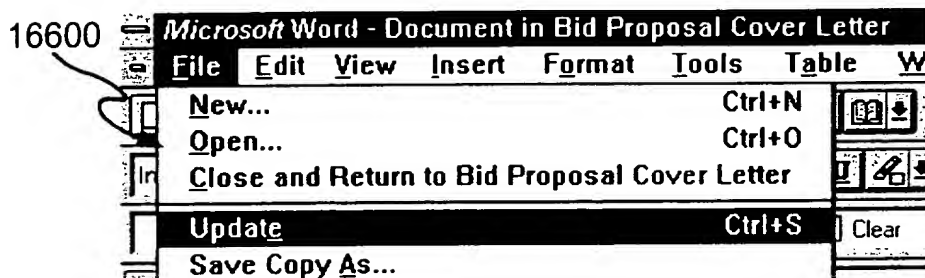 16600
Microsoft Word - Document in Bid Proposal Cover Letter
File Edit View Insert Format Tools Table W
New... Ctrl+N
Open... Ctrl+O
In
Close and Return to Bid Proposal Cover Letter U
Update Ctrl+S Clear
Save Copy As...